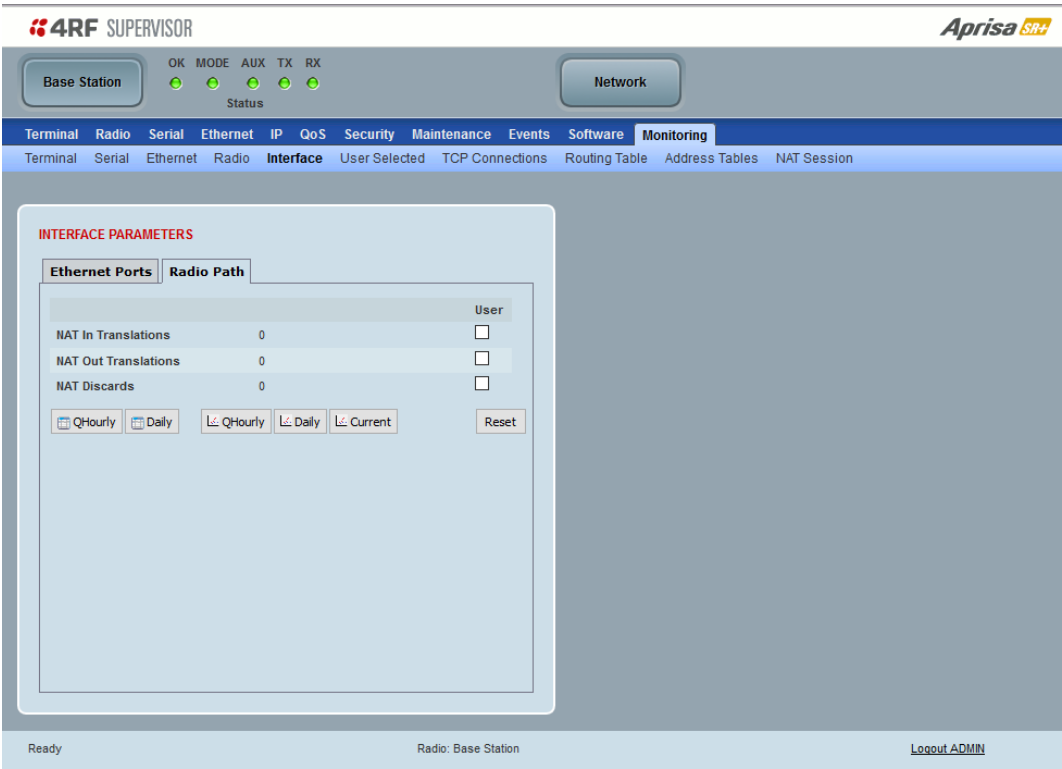 4RF SUPERVISOR
Aprisa SR+
Base Station
OK MODE AUX TX RX
Status
Network
Terminal Radio Serial Ethernet IP QoS Security Maintenance Events Software Monitoring
Terminal Serial Ethernet Radio Interface User Selected TCP Connections Routing Table Address Tables NAT Session
INTERFACE PARAMETERS
Ethernet Ports Radio Path
User
NAT In Translations 0
NAT Out Translations 0
NAT Discards 0
QHourly Daily QHourly Daily Current Reset
Ready Radio: Base Station Logout ADMIN